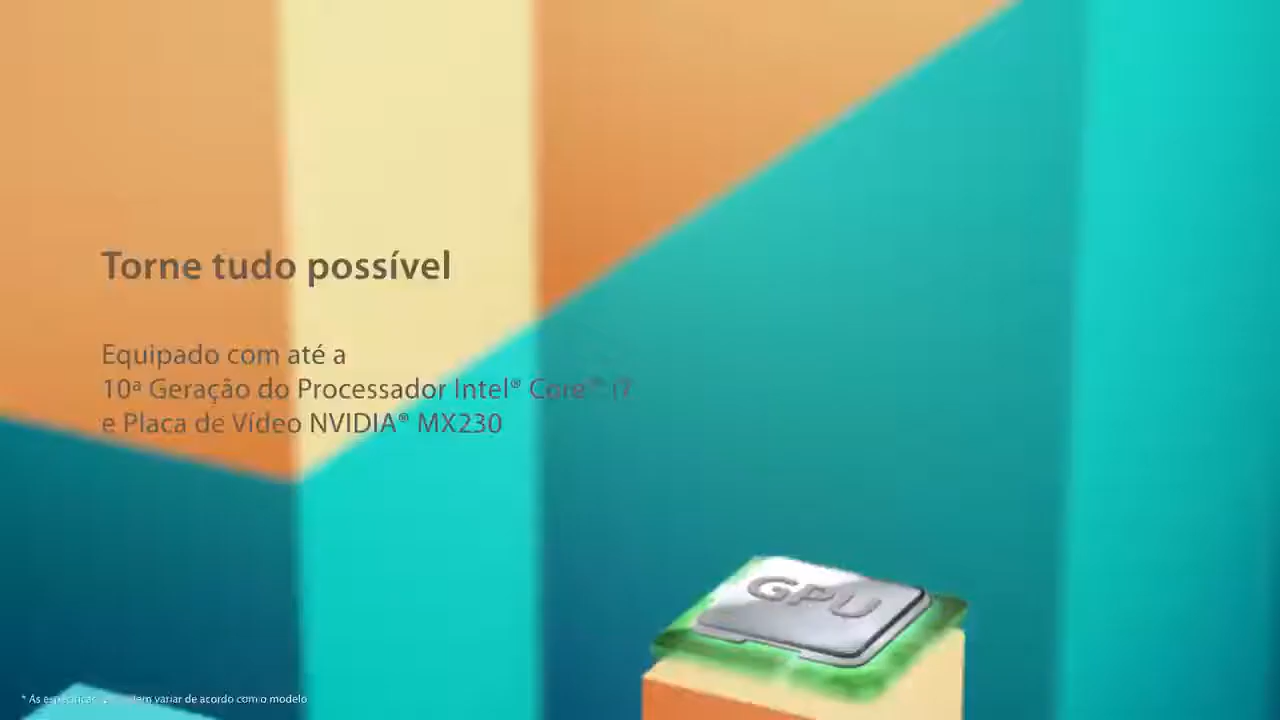 Torne tudo possível
Equipado com até a
10ª Geração do Processador Intel® Core™ i7
e Placa de Vídeo NVIDIA® MX230
GPU
* As variar de acordo com o modelo